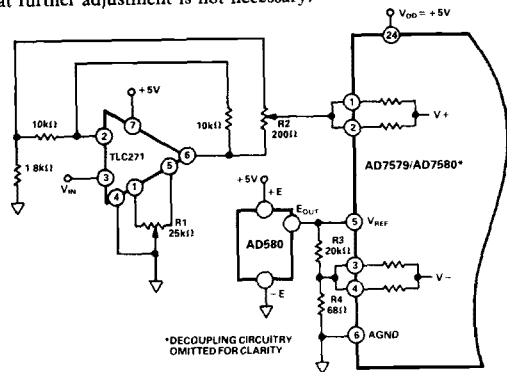 at further adjustment is not necessary.
V_DD = +5V
24
+5V
10kΩ
2
7
TLC271
10kΩ
R2
200Ω
1
2
V+
6
5
AD7579/AD7580*
1·8kΩ
V_IN
3
4
1
R1
25kΩ
+5V
+E
E_OUT
5
V_REF
AD580
R3
20kΩ
3
4
V−
−E
R4
68Ω
6
AGND
*DECOUPLING CIRCUITRY
OMITTED FOR CLARITY